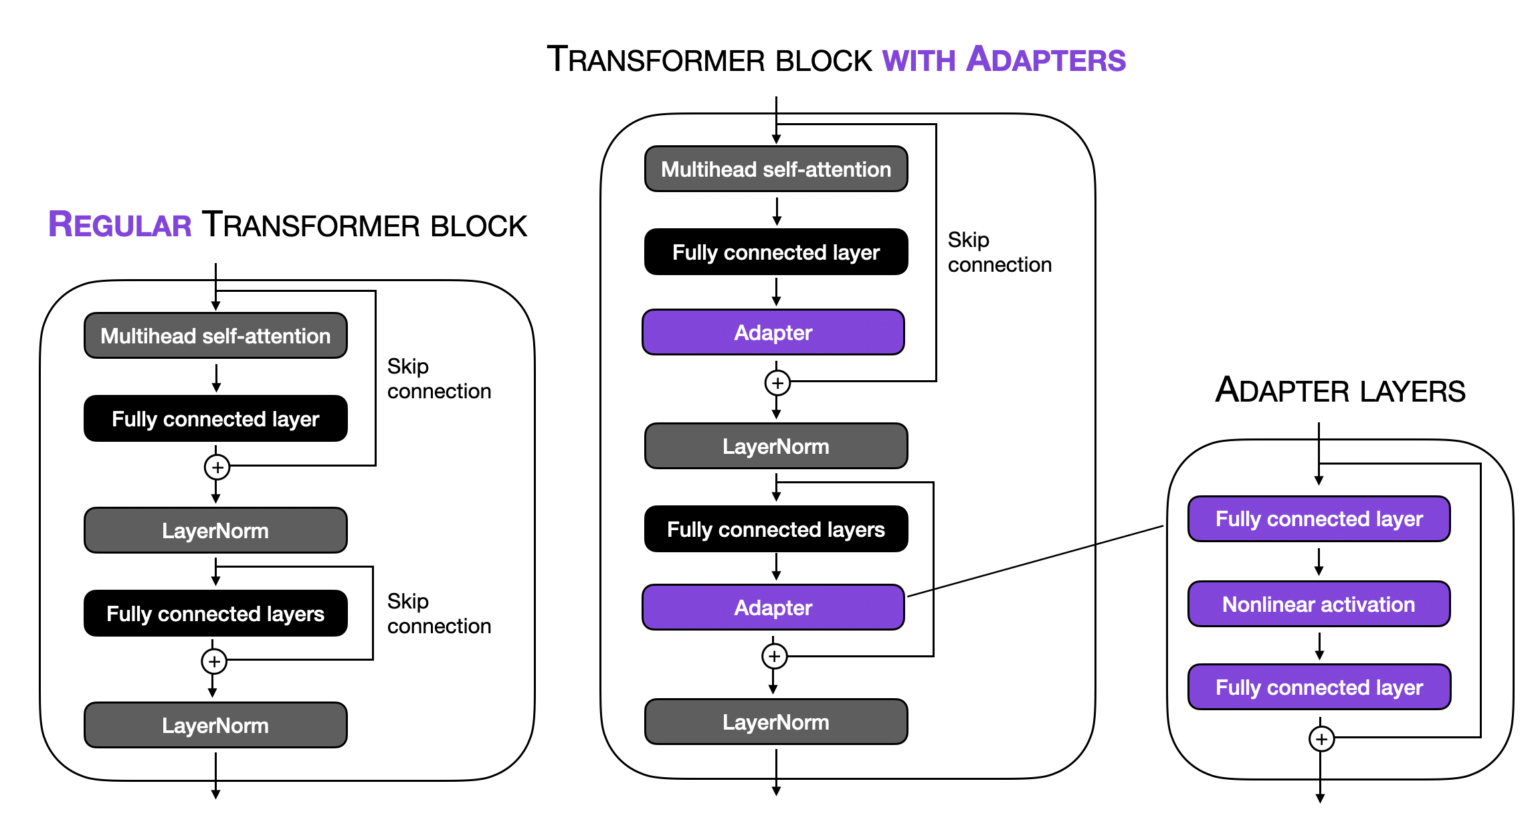 REGULAR TRANSFORMER BLOCK
Multihead self-attention
Skip
connection
Fully connected layer
+
LayerNorm
Fully connected layers
Skip
connection
+
LayerNorm
TRANSFORMER BLOCK WITH ADAPTERS
Multihead self-attention
Fully connected layer
Skip
connection
Adapter
+
LayerNorm
Fully connected layers
Adapter
+
LayerNorm
ADAPTER LAYERS
Fully connected layer
Nonlinear activation
Fully connected layer
+